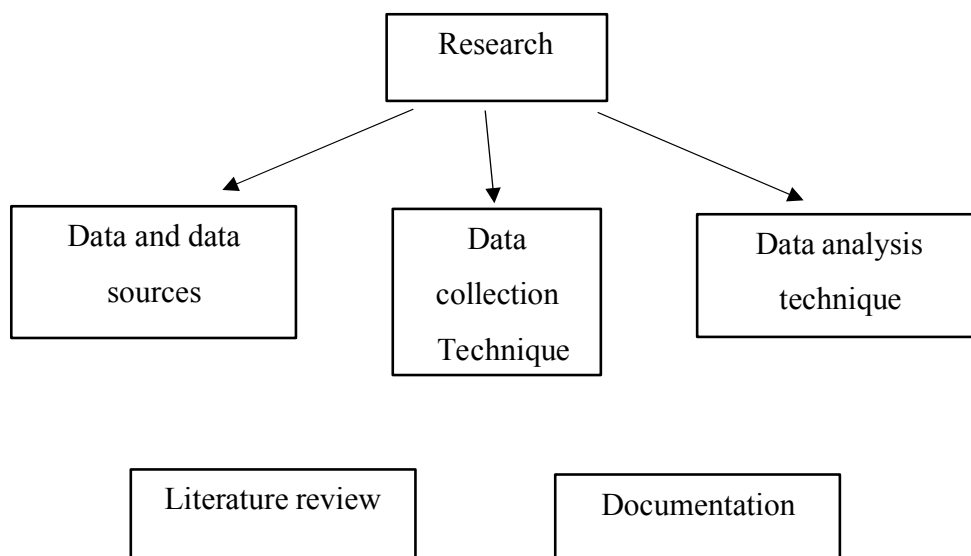 Research
Data and data
sources
Data
collection
Technique
Data analysis
technique
Literature review
Documentation